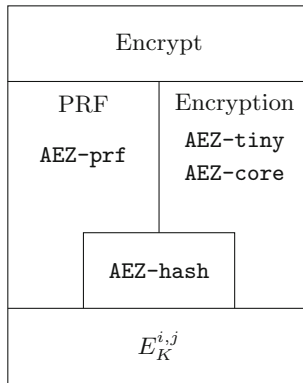 Encrypt
PRF
AEZ-prf
Encryption
AEZ-tiny
AEZ-core
AEZ-hash
$E_K^{i,j}$